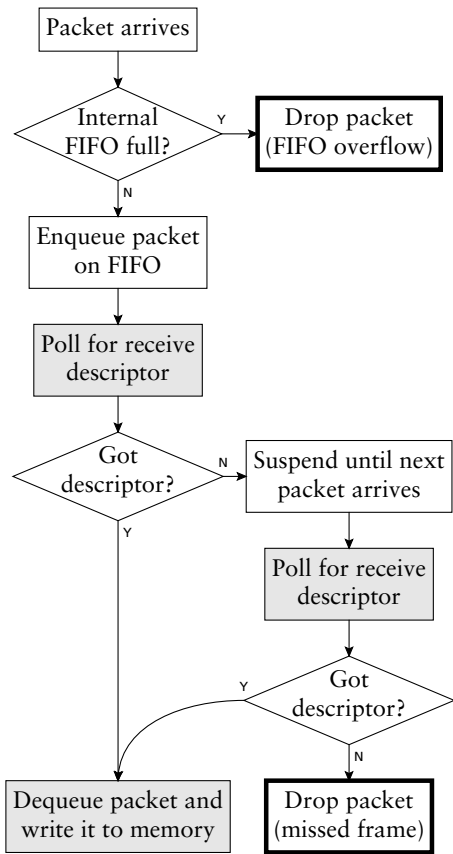 Packet arrives
Internal
FIFO full?
Y
Drop packet
(FIFO overflow)
N
Enqueue packet
on FIFO
Poll for receive
descriptor
Got
descriptor?
N
Suspend until next
packet arrives
Y
Poll for receive
descriptor
Y
Got
descriptor?
N
Dequeue packet and
write it to memory
Drop packet
(missed frame)